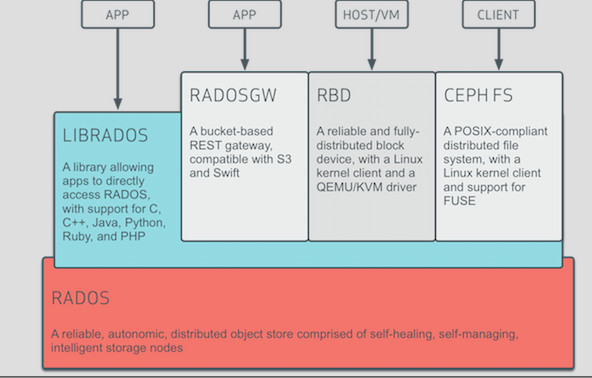 APP
APP
HOST/VM
CLIENT
LIBRADOS
A library allowing
apps to directly
access RADOS,
with support for C,
C++, Java, Python,
Ruby, and PHP
RADOSGW
A bucket-based
REST gateway,
compatible with S3
and Swift
RBD
A reliable and fully-
distributed block
device, with a Linux
kernel client and a
QEMU/KVM driver
CEPH FS
A POSIX-compliant
distributed file
system, with a
Linux kernel client
and support for
FUSE
RADOS
A reliable, autonomic, distributed object store comprised of self-healing, self-managing,
intelligent storage nodes